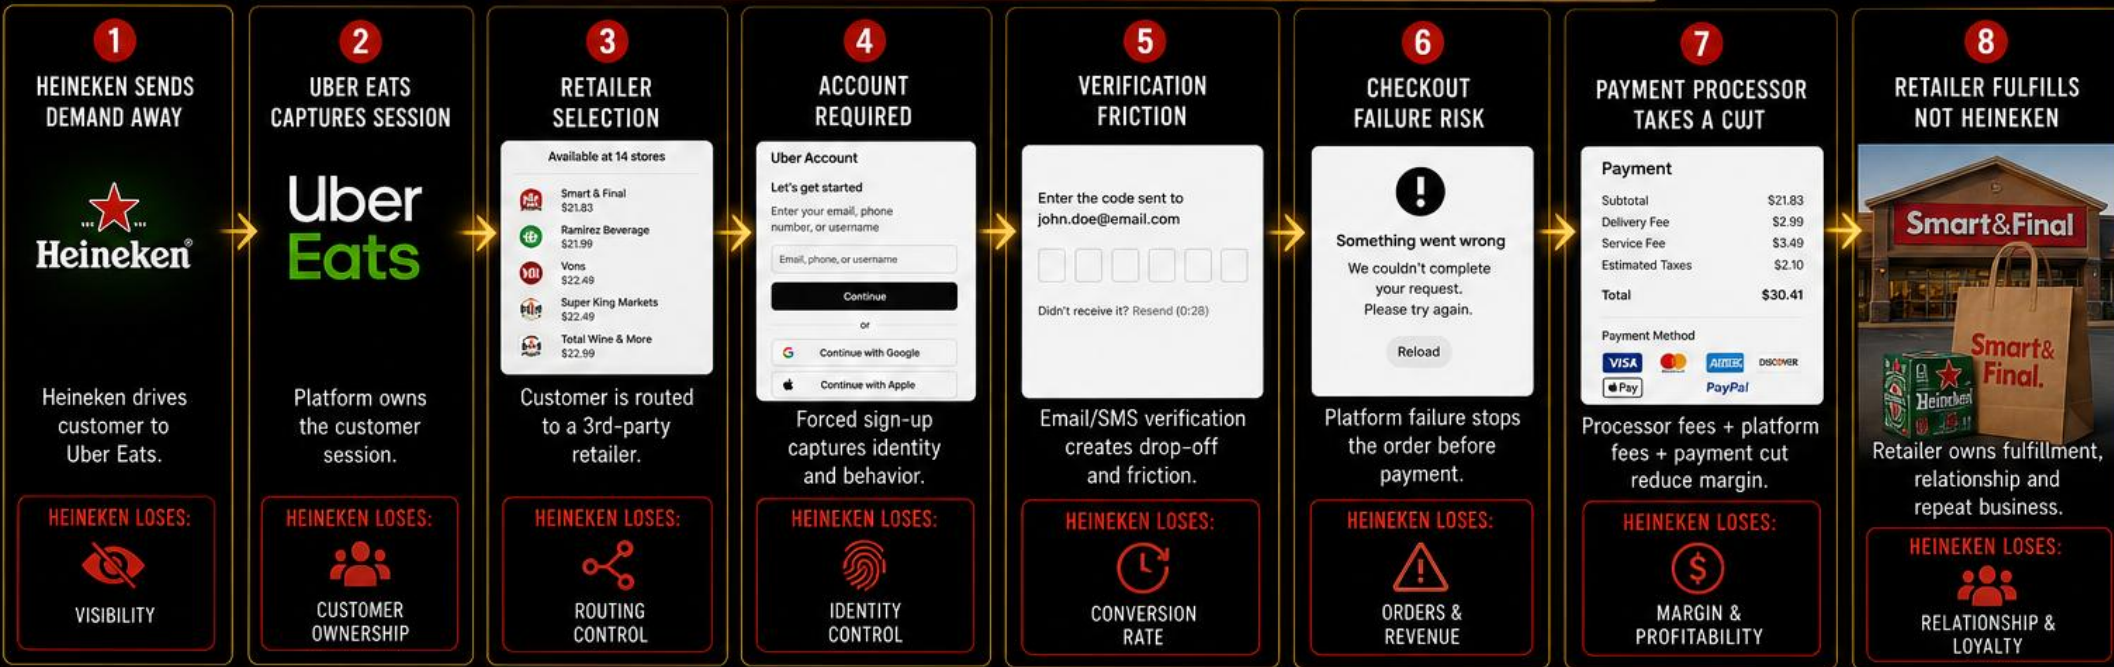 1
HEINEKEN SENDS
DEMAND AWAY
Heineken®
Heineken drives
customer to
Uber Eats.
HEINEKEN LOSES:
VISIBILITY
2
UBER EATS
CAPTURES SESSION
Uber
Eats
Platform owns
the customer
session.
HEINEKEN LOSES:
CUSTOMER
OWNERSHIP
3
RETAILER
SELECTION
Available at 14 stores
Smart & Final
$21.83
Ramirez Beverage
$21.99
Vons
$22.49
Super King Markets
$22.49
Total Wine & More
$22.99
Customer is routed
to a 3rd-party
retailer.
HEINEKEN LOSES:
ROUTING
CONTROL
4
ACCOUNT
REQUIRED
Uber Account
Let's get started
Enter your email, phone
number, or username
Email, phone, or username
Continue
or
Continue with Google
Continue with Apple
Forced sign-up
captures identity
and behavior.
HEINEKEN LOSES:
IDENTITY
CONTROL
5
VERIFICATION
FRICTION
Enter the code sent to
john.doe@email.com
Didn't receive it? Resend (0:28)
Email/SMS verification
creates drop-off
and friction.
HEINEKEN LOSES:
CONVERSION
RATE
6
CHECKOUT
FAILURE RISK
Something went wrong
We couldn't complete
your request.
Please try again.
Reload
Platform failure stops
the order before
payment.
HEINEKEN LOSES:
ORDERS &
REVENUE
7
PAYMENT PROCESSOR
TAKES A CUJT
Payment
Subtotal $21.83
Delivery Fee $2.99
Service Fee $3.49
Estimated Taxes $2.10
Total $30.41
Payment Method
VISA DISCOVER
Pay PayPal
Processor fees + platform
fees + payment cut
reduce margin.
HEINEKEN LOSES:
$
MARGIN &
PROFITABILITY
8
RETAILER FULFILLS
NOT HEINEKEN
Smart&Final
Smart&
Final.
Retailer owns fulfillment,
relationship and
repeat business.
HEINEKEN LOSES:
RELATIONSHIP &
LOYALTY